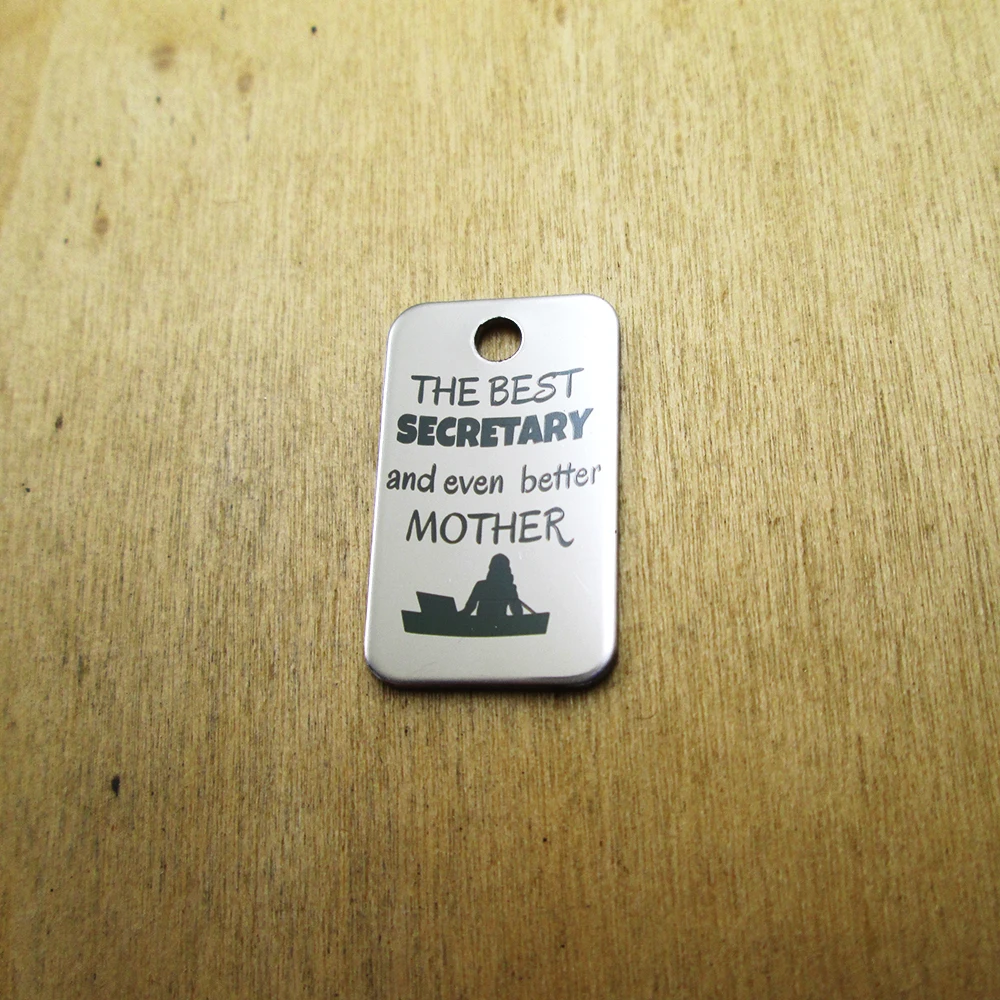 THE BEST
SECRETARY
and even better
MOTHER